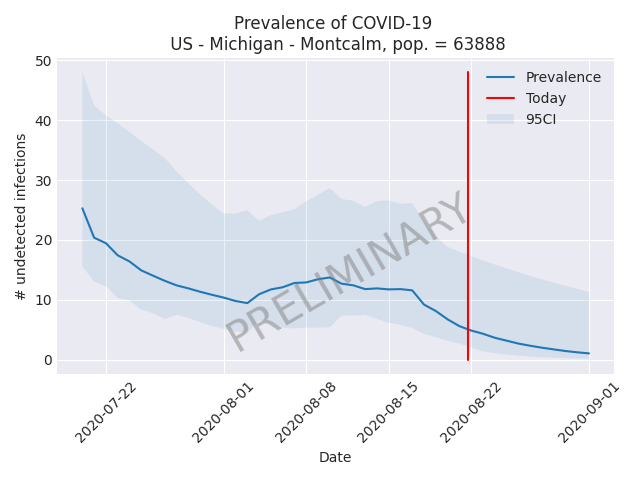 Prevalence of COVID-19
US - Michigan - Montcalm, pop. = 63888
50
40
30
20
10
0
# undetected infections
Prevalence
Today
95CI
PRELIMINARY
2020-07-22
2020-08-01
2020-08-08
2020-08-15
2020-08-22
2020-09-01
Date